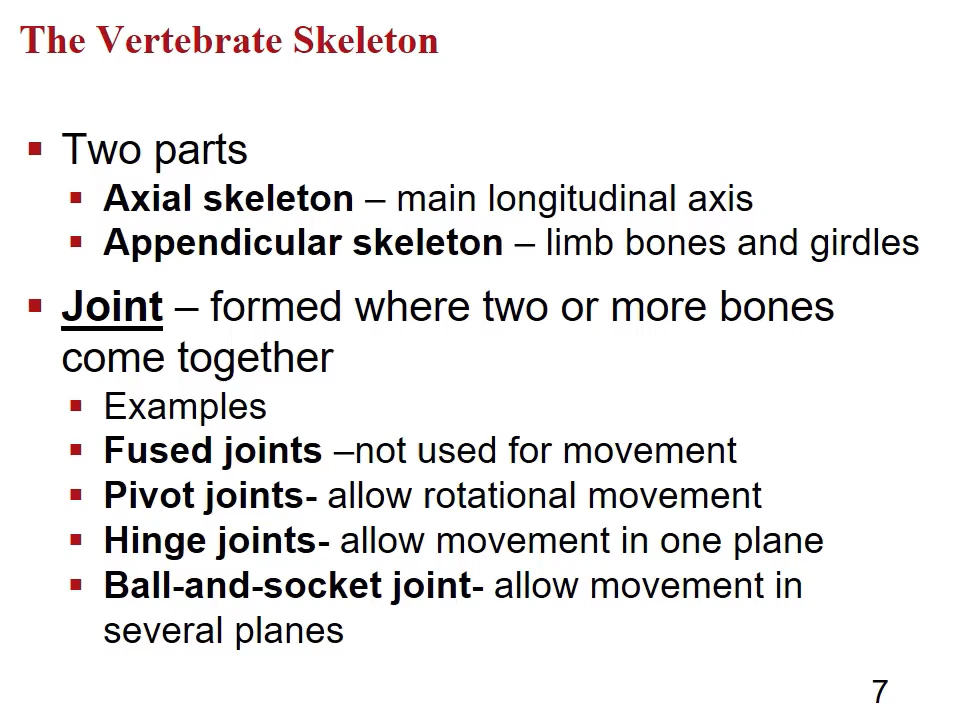 The Vertebrate Skeleton
Two parts
Axial skeleton – main longitudinal axis
Appendicular skeleton – limb bones and girdles
Joint – formed where two or more bones
come together
Examples
Fused joints –not used for movement
Pivot joints- allow rotational movement
Hinge joints- allow movement in one plane
Ball-and-socket joint- allow movement in
several planes
7